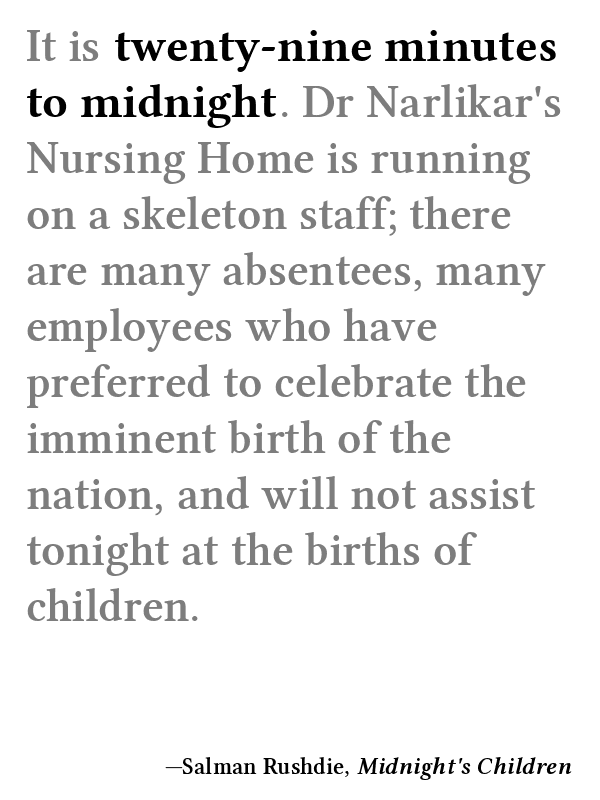 It is twenty-nine minutes
to midnight. Dr Narlikar's
Nursing Home is running
on a skeleton staff; there
are many absentees, many
employees who have
preferred to celebrate the
imminent birth of the
nation, and will not assist
tonight at the births of
children.
—Salman Rushdie, Midnight's Children